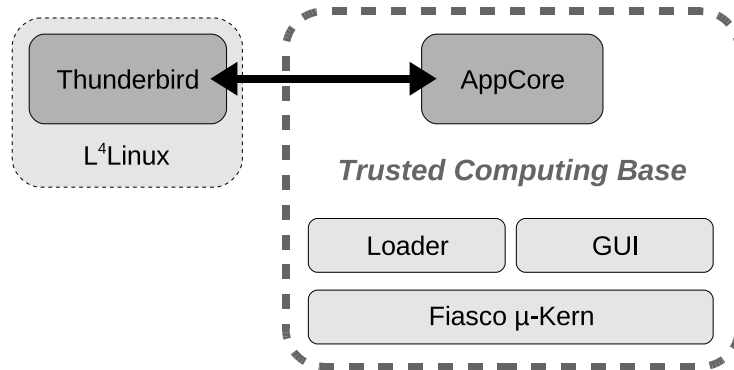 Thunderbird
AppCore
L⁴Linux
Trusted Computing Base
Loader
GUI
Fiasco µ-Kern